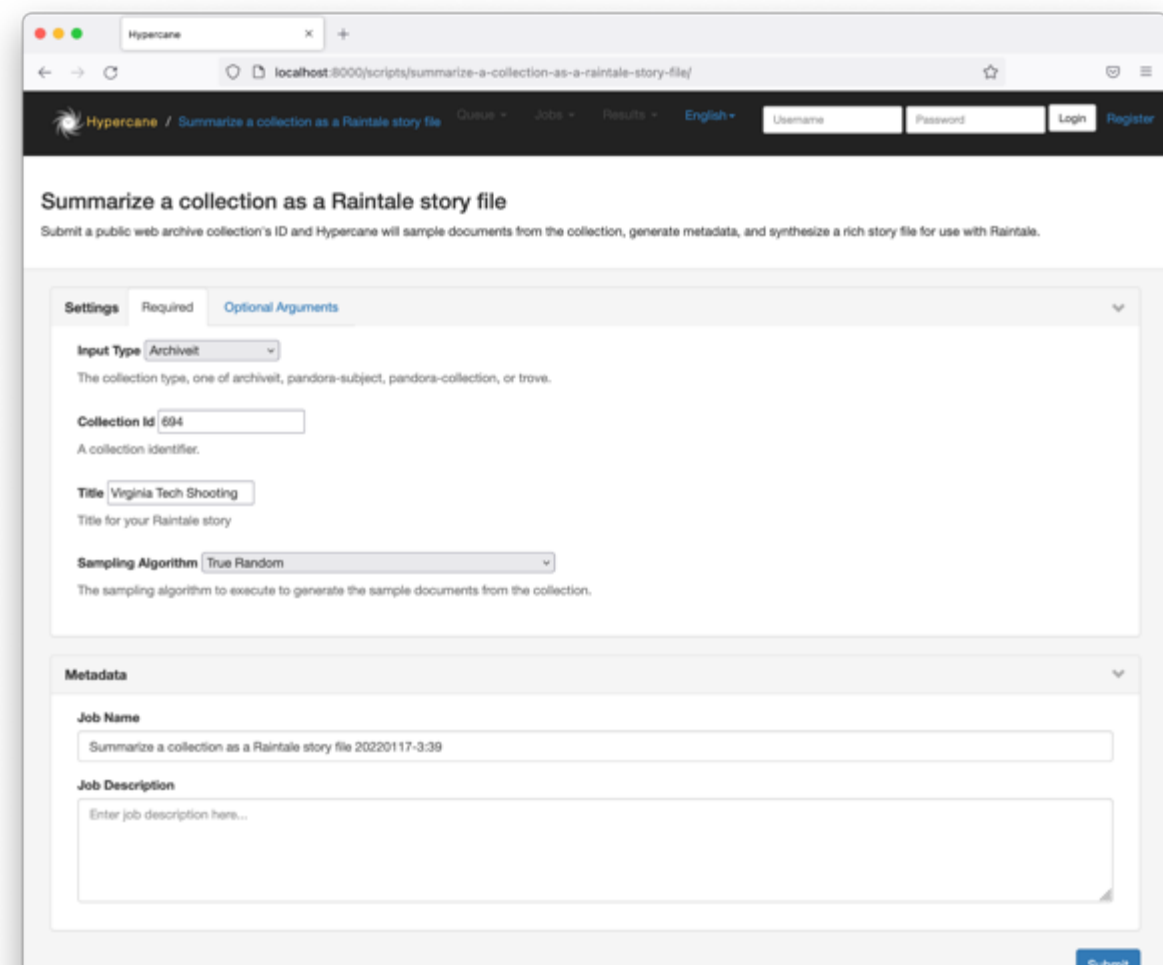 Hypercane
localhost:8000/scripts/summarize-a-collection-as-a-raintale-story-file/
Hypercane / Summarize a collection as a Raintale story file Queue Jobs Results English Username Password Login Register
Summarize a collection as a Raintale story file
Submit a public web archive collection's ID and Hypercane will sample documents from the collection, generate metadata, and synthesize a rich story file for use with Raintale.
Settings Required Optional Arguments
Input Type Archiveit
The collection type, one of archiveit, pandora-subject, pandora-collection, or trove.
Collection Id 694
A collection identifier.
Title Virginia Tech Shooting
Title for your Raintale story
Sampling Algorithm True Random
The sampling algorithm to execute to generate the sample documents from the collection.
Metadata
Job Name
Summarize a collection as a Raintale story file 20220117-3:39
Job Description
Enter job description here...
Submit